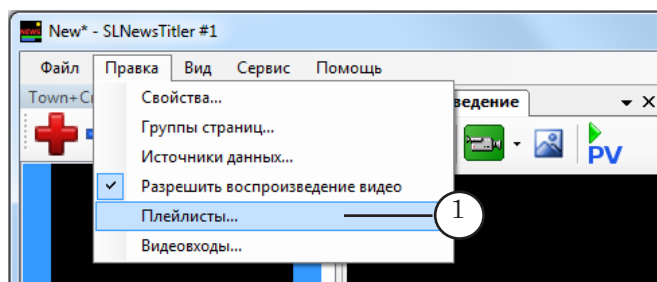 NEWS
New* - SLNewsTitler #1
Файл Правка Вид Сервис Помощь
Town+C
ведение
Свойства...
Группы страниц...
PV
Источники данных...
Разрешить воспроизведение видео
Плейлисты...
1
Видеовходы...